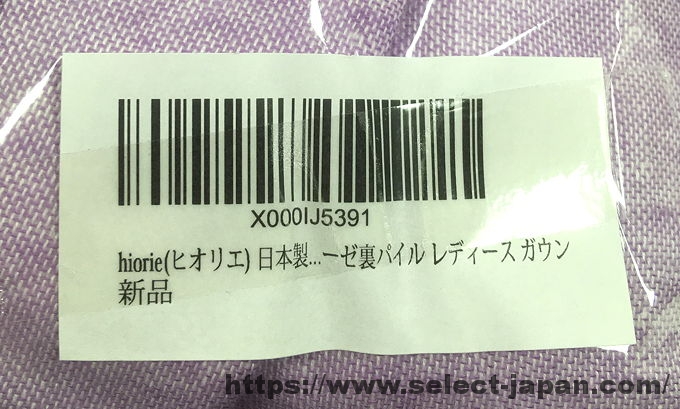 X000IJ5391
hiorie(ヒオリエ) 日本製...ーゼ裏パイル レディース ガウン
新品
https://www.select-japan.com/